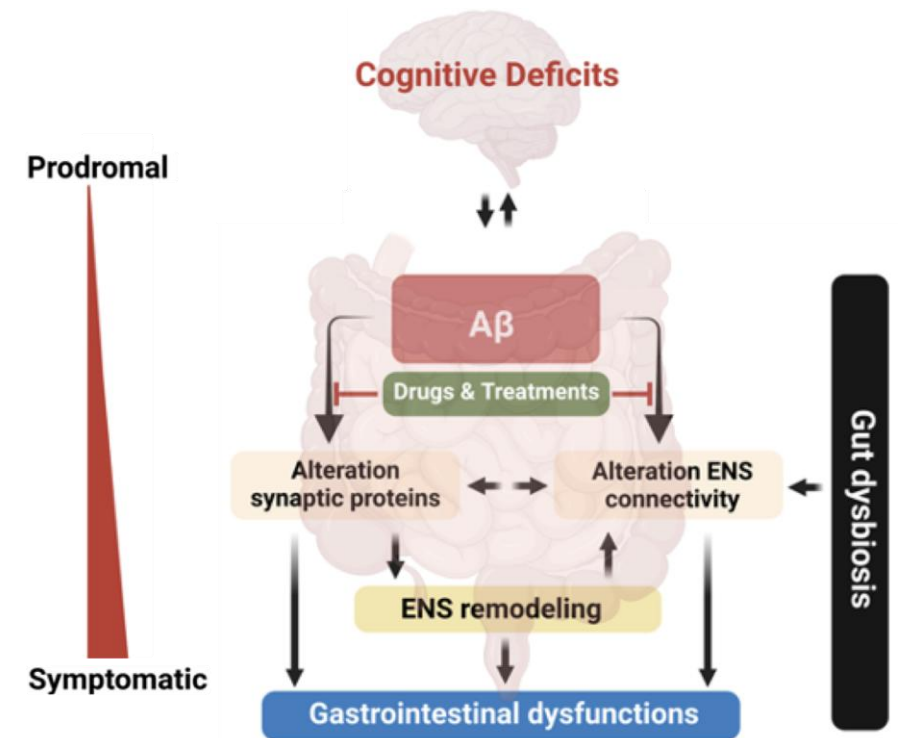 Cognitive Deficits
Prodromal
Aβ
Drugs & Treatments
Alteration
synaptic proteins
Alteration ENS
connectivity
Gut dysbiosis
ENS remodeling
Symptomatic
Gastrointestinal dysfunctions